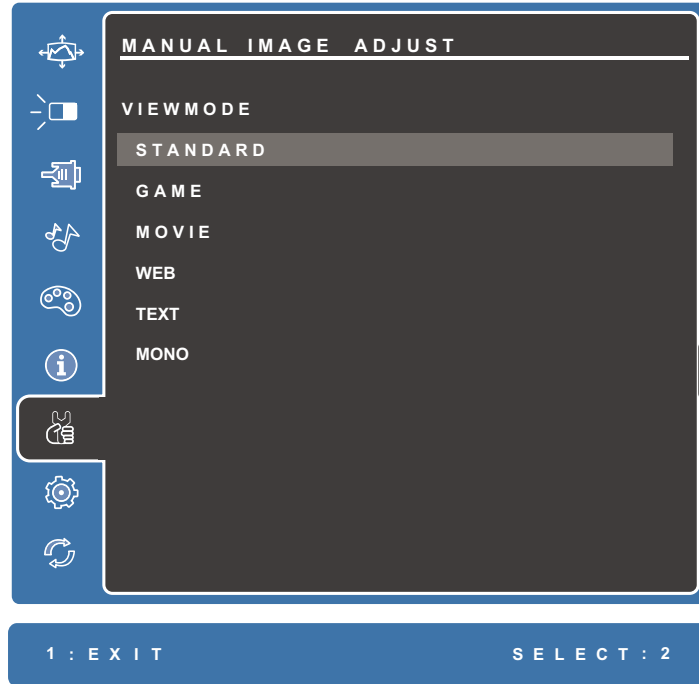 MANUAL IMAGE ADJUST
VIEWMODE
STANDARD
GAME
MOVIE
WEB
TEXT
MONO
1 : EXIT SELECT : 2